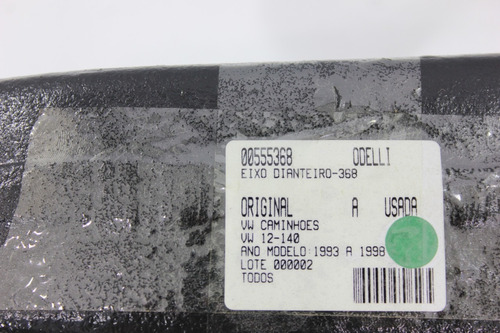 00555368 ODELLI
EIXO DIANTEIRO-368
ORIGINAL A USADA
VW CAMINHOES
VW 12-140
ANO MODELO:1993 A 1998
LOTE 000002
TODOS